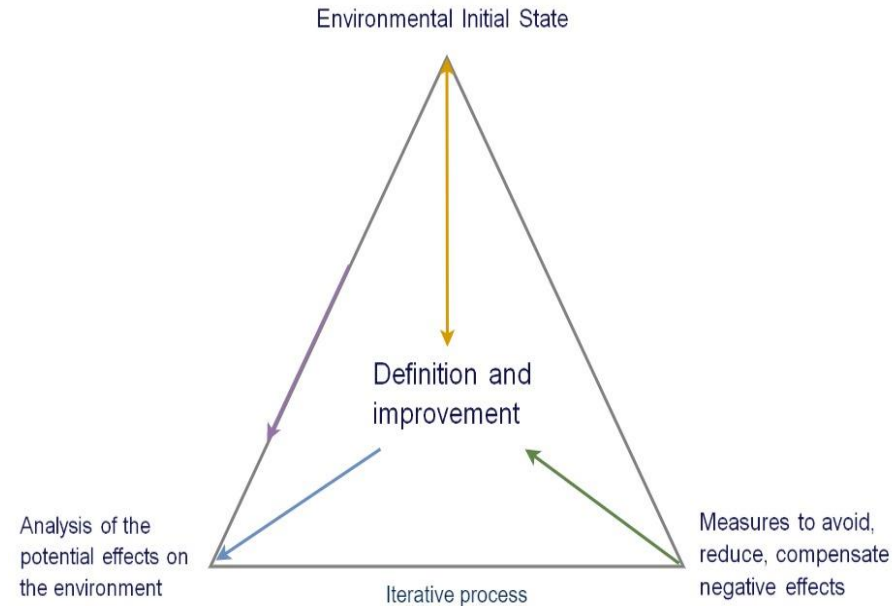 Environmental Initial State
Definition and
improvement
Analysis of the
potential effects on
the environment
Measures to avoid,
reduce, compensate
negative effects
Iterative process